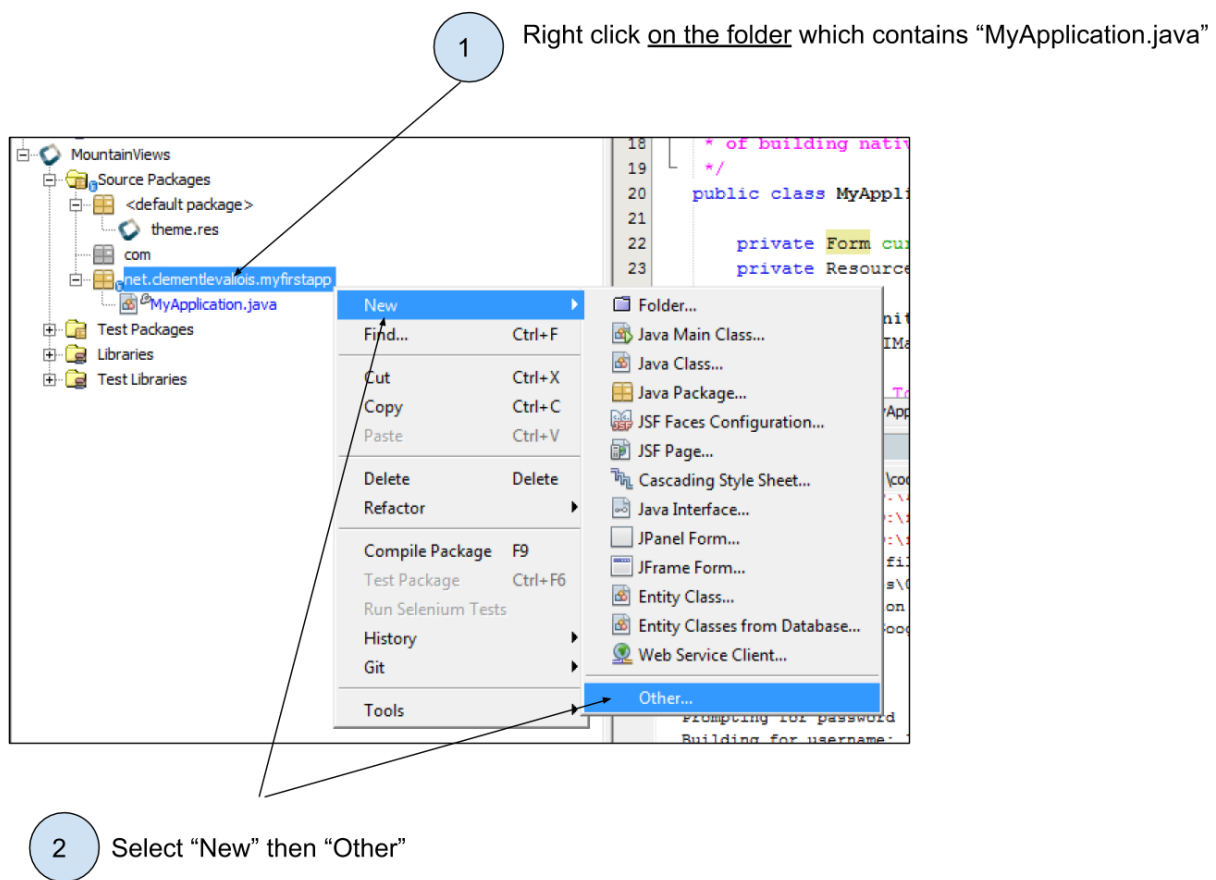 1
Right click on the folder which contains “MyApplication.java”
MountainViews
Source Packages
<default package>
theme.res
com
net.clementlevallois.myfirstapp
MyApplication.java
Test Packages
Libraries
Test Libraries
18 * of building nativ
19 */
20 public class MyAppli
21
22 private Form cur
23 private Resource
New
Find... Ctrl+F
Cut Ctrl+X
Copy Ctrl+C
Paste Ctrl+V
Delete Delete
Refactor
Compile Package F9
Test Package Ctrl+F6
Run Selenium Tests
History
Git
Tools
Folder...
Java Main Class...
Java Class...
Java Package...
JSF Faces Configuration...
JSF Page...
Cascading Style Sheet...
Java Interface...
JPanel Form...
JFrame Form...
Entity Class...
Entity Classes from Database...
Web Service Client...
Other...
Prompting for password
Building for username:
2
Select “New” then “Other”